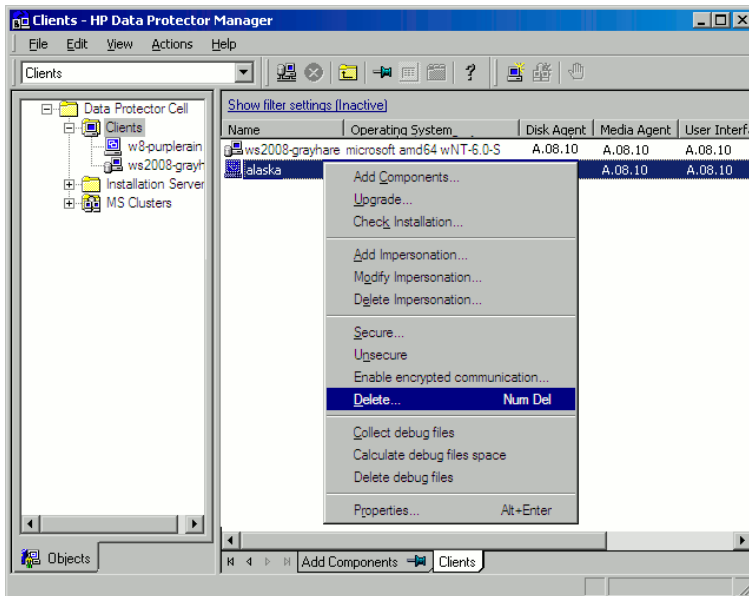 Clients - HP Data Protector Manager
File Edit View Actions Help
Clients
Data Protector Cell
Clients
w8-purplerain
ws2008-grayh
Installation Server
MS Clusters
Objects
Show filter settings (Inactive)
Name Operating System Disk Agent Media Agent User Interf
ws2008-grayhare microsoft amd64 wNT-6.0-S A.08.10 A.08.10 A.08.10
alaska A.08.10 A.08.10
Add Components...
Upgrade...
Check Installation...
Add Impersonation...
Modify Impersonation...
Delete Impersonation...
Secure...
Unsecure
Enable encrypted communication...
Delete... Num Del
Collect debug files
Calculate debug files space
Delete debug files
Properties... Alt+Enter
Add Components Clients